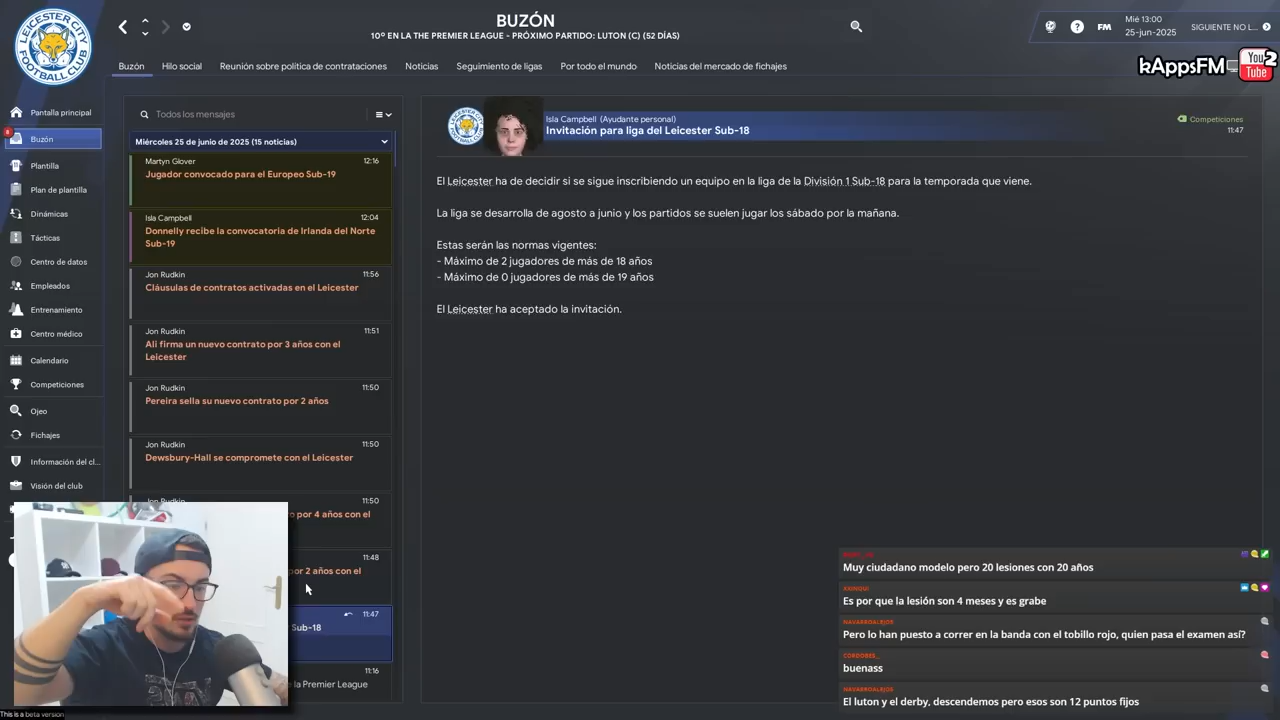 LEICESTER CITY
FOOTBALL CLUB
BUZÓN
10º EN LA THE PREMIER LEAGUE - PRÓXIMO PARTIDO: LUTON (C) (52 DÍAS)
FM
Mié 13:00
25-jun-2025
SIGUIENTE NO L...
kAppsFM
You Tube
2
Buzón
Hilo social
Reunión sobre política de contrataciones
Noticias
Seguimiento de ligas
Por todo el mundo
Noticias del mercado de fichajes
Pantalla principal
8
Buzón
Plantilla
Plan de plantilla
Dinámicas
Tácticas
Centro de datos
Empleados
Entrenamiento
Centro médico
Calendario
Competiciones
Ojeo
Fichajes
Información del cl...
Visión del club
Todos los mensajes
Miércoles 25 de junio de 2025 (15 noticias)
Martyn Glover 12:16
Jugador convocado para el Europeo Sub-19
Isla Campbell 12:04
Donnelly recibe la convocatoria de Irlanda del Norte
Sub-19
Jon Rudkin 11:56
Cláusulas de contratos activadas en el Leicester
Jon Rudkin 11:51
Ali firma un nuevo contrato por 3 años con el
Leicester
Jon Rudkin 11:50
Pereira sella su nuevo contrato por 2 años
Jon Rudkin 11:50
Dewsbury-Hall se compromete con el Leicester
Jon Rudkin 11:50
por 4 años con el
11:48
por 2 años con el
11:47
Sub-18
11:16
la Premier League
Isla Campbell (Ayudante personal)
Invitación para liga del Leicester Sub-18
Competiciones
11:47
El Leicester ha de decidir si se sigue inscribiendo un equipo en la liga de la División 1 Sub-18 para la temporada que viene.
La liga se desarrolla de agosto a junio y los partidos se suelen jugar los sábado por la mañana.
Estas serán las normas vigentes:
- Máximo de 2 jugadores de más de 18 años
- Máximo de 0 jugadores de más de 19 años
El Leicester ha aceptado la invitación.
Muy ciudadano modelo pero 20 lesiones con 20 años
Es por que la lesión son 4 meses y es grabe
NAVARROALEJOS
Pero lo han puesto a correr en la banda con el tobillo rojo, quien pasa el examen así?
CORDOBES_
buenass
NAVARROALEJOS
El luton y el derby, descendemos pero esos son 12 puntos fijos
This is a beta version